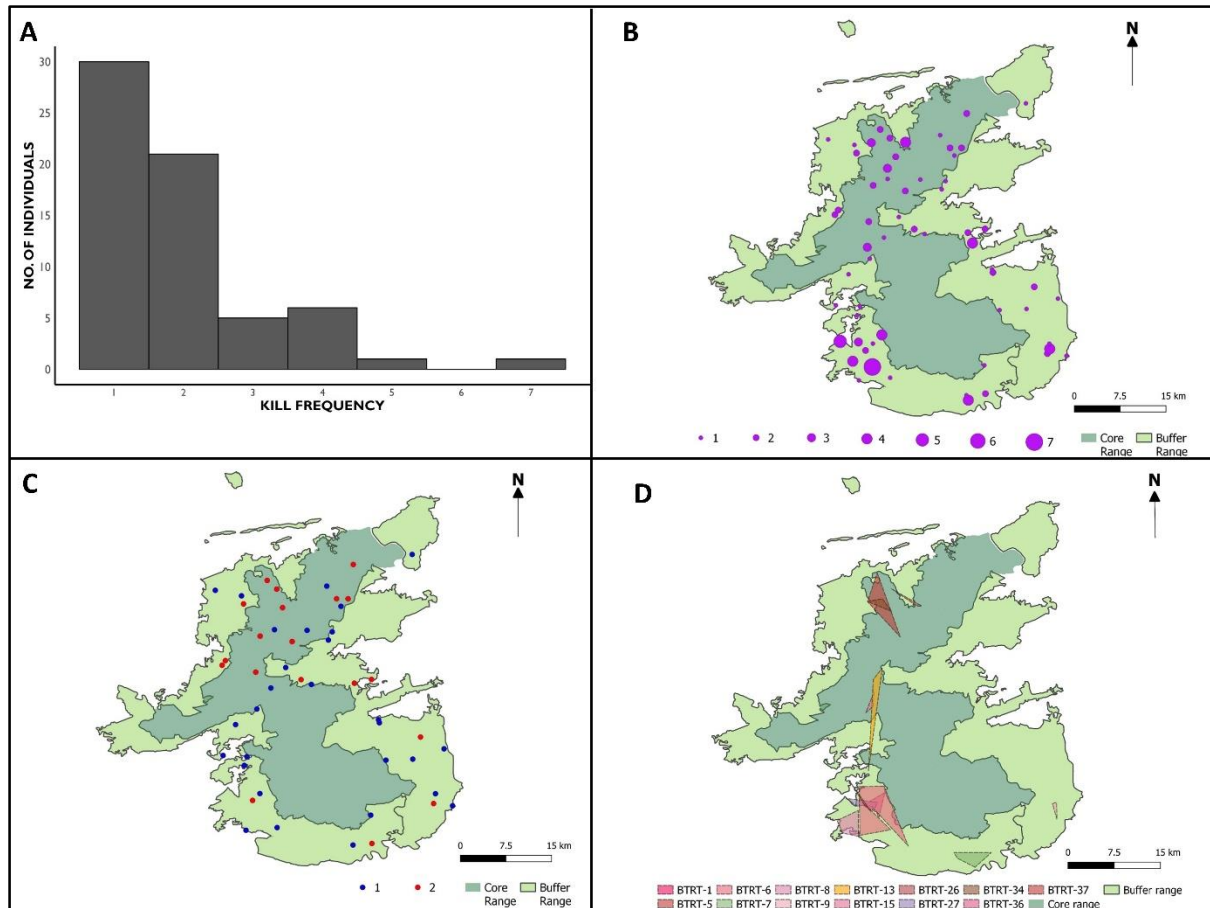 A
NO. OF INDIVIDUALS
30
25
20
15
10
5
0
1 2 3 4 5 6 7
KILL FREQUENCY
B
N
0 7.5 15 km
1 2 3 4 5 6 7 Core Range Buffer Range
C
N
0 7.5 15 km
1 2 Core Range Buffer Range
D
N
0 7.5 15 km
BTRT-1 BTRT-6 BTRT-8 BTRT-13 BTRT-26 BTRT-34 BTRT-37 Buffer range
BTRT-5 BTRT-7 BTRT-9 BTRT-15 BTRT-27 BTRT-36 Core range